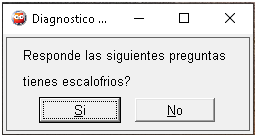 Diagnostico ...
Responde las siguientes preguntas
tienes escalofrios?
Si No